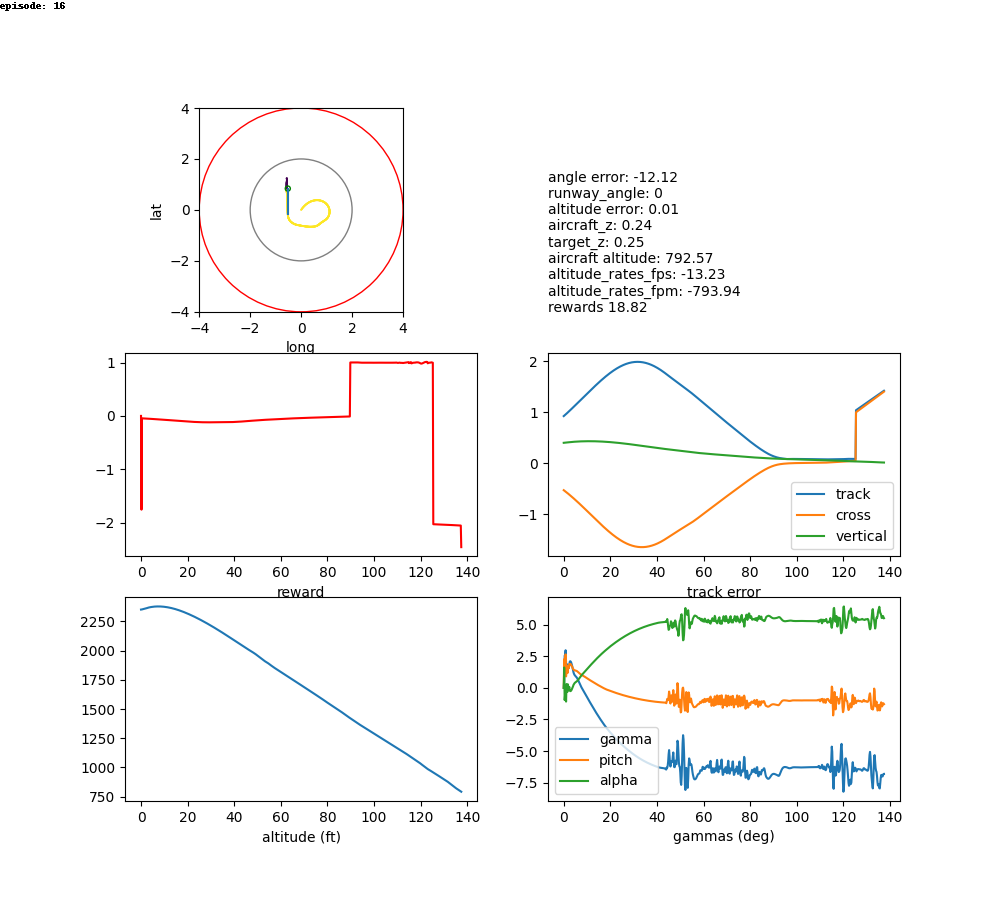 episode: 16
4
2
0
−2
−4
lat
−4 −2 0 2 4
long
angle error: -12.12
runway_angle: 0
altitude error: 0.01
aircraft_z: 0.24
target_z: 0.25
aircraft altitude: 792.57
altitude_rates_fps: -13.23
altitude_rates_fpm: -793.94
rewards 18.82
1
0
−1
−2
0 20 40 60 80 100 120 140
reward
2
1
0
−1
track
cross
vertical
0 20 40 60 80 100 120 140
track error
2250
2000
1750
1500
1250
1000
750
0 20 40 60 80 100 120 140
altitude (ft)
5.0
2.5
0.0
−2.5
−5.0
−7.5
gamma
pitch
alpha
0 20 40 60 80 100 120 140
gammas (deg)